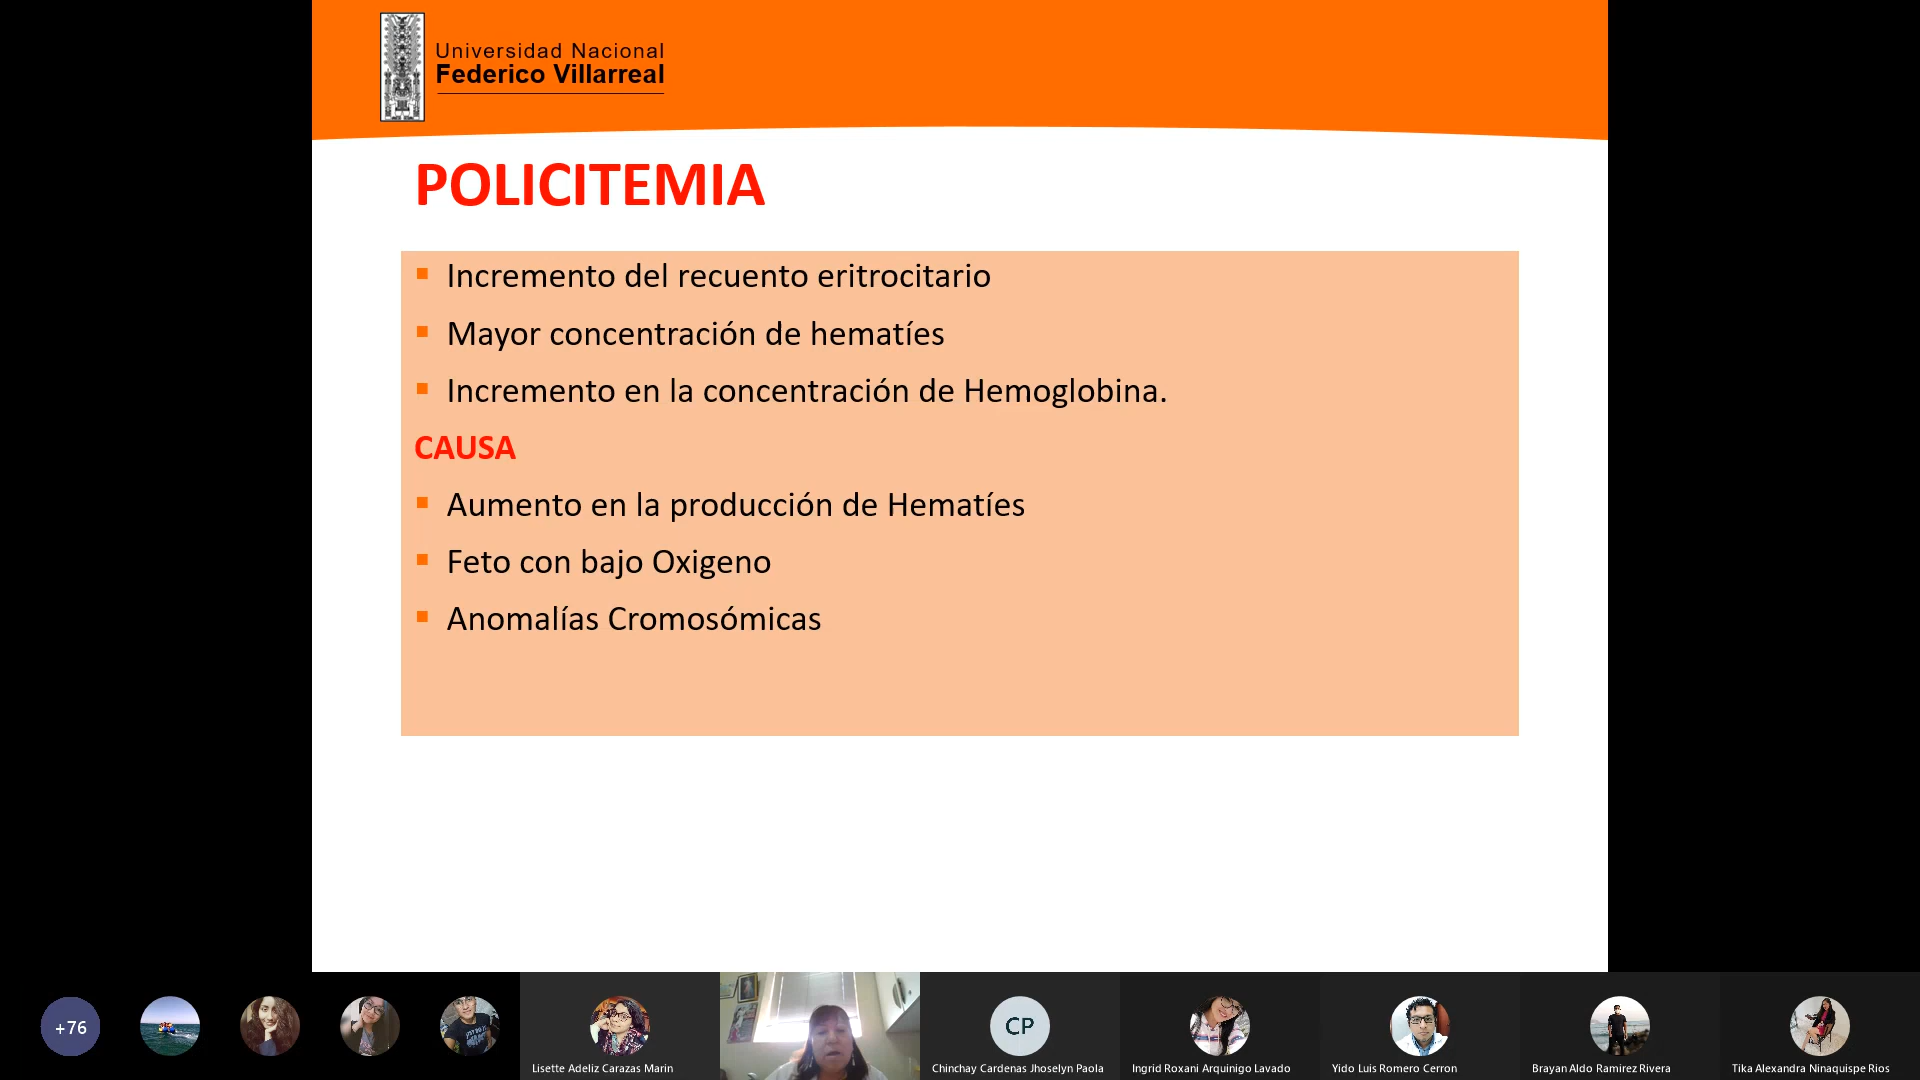 Universidad Nacional
Federico Villarreal
POLICITEMIA
Incremento del recuento eritrocitario
Mayor concentración de hematíes
Incremento en la concentración de Hemoglobina.
CAUSA
Aumento en la producción de Hematíes
Feto con bajo Oxigeno
Anomalías Cromosómicas
+76
Lisette Adeliz Carazas Marin
CP
Chinchay Cardenas Jhoselyn Paola
Ingrid Roxani Arquinigo Lavado
Yido Luis Romero Cerron
Brayan Aldo Ramirez Rivera
Tika Alexandra Ninaquispe Rios